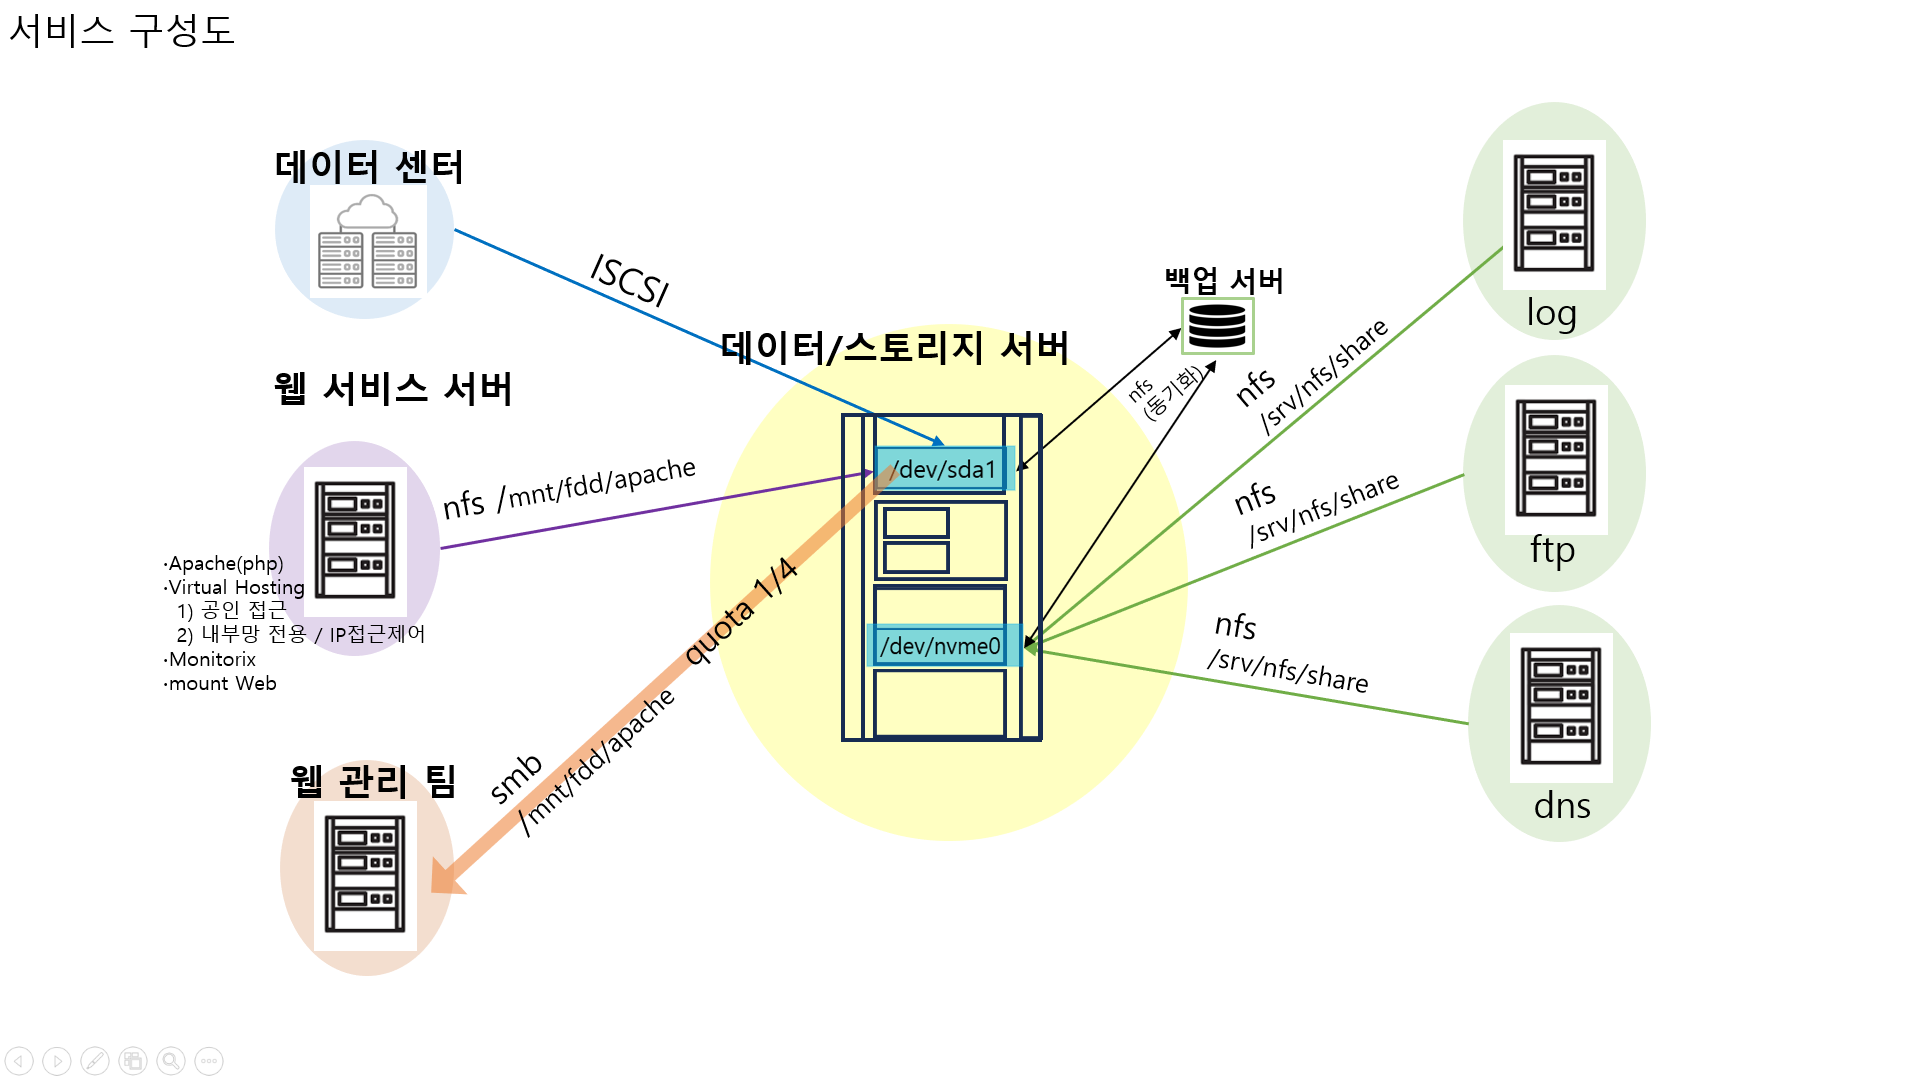 서비스 구성도
데이터 센터
ISCSI
백업 서버
log
데이터/스토리지 서버
nfs
(동기화)
nfs
/srv/nfs/share
웹 서비스 서버
nfs /mnt/fdd/apache
/dev/sda1
nfs
/srv/nfs/share
ftp
·Apache(php)
·Virtual Hosting
1) 공인 접근
2) 내부망 전용 / IP접근제어
·Monitorix
·mount Web
quota 1/4
/dev/nvme0
nfs
/srv/nfs/share
dns
웹 관리 팀
smb
/mnt/fdd/apache